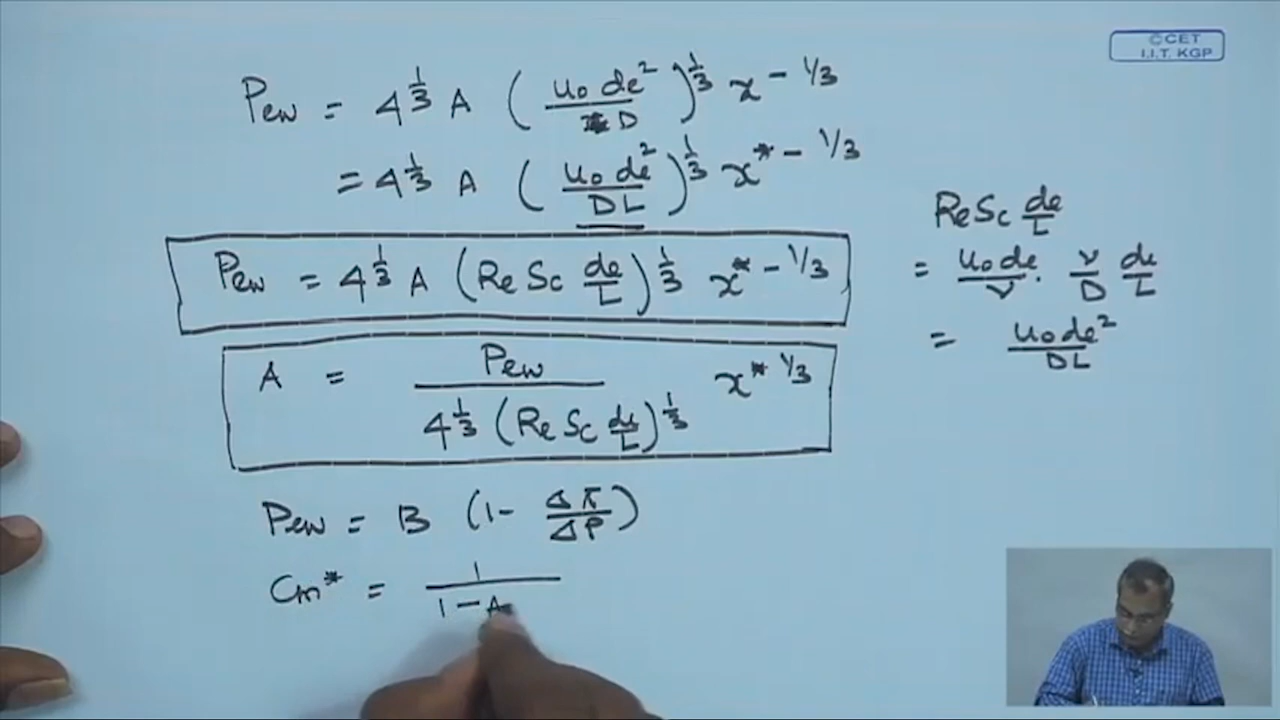 ©CET
I.I.T. KGP
Pew = 4^{1/3} A (u₀ de² / D)^{1/3} x^{-1/3}
= 4^{1/3} A (u₀ de² / DL)^{1/3} x*^{-1/3}
Pew = 4^{1/3} A (Re Sc de/L)^{1/3} x*^{-1/3}
A = Pew / 4^{1/3} (Re Sc de/L)^{1/3} x*^{1/3}
Pew = B (1 - Δπ/ΔP)
Cm* = 1 / 1 - A
Re Sc de/L
= u₀ de/ν · ν/D de/L
= u₀ de² / DL